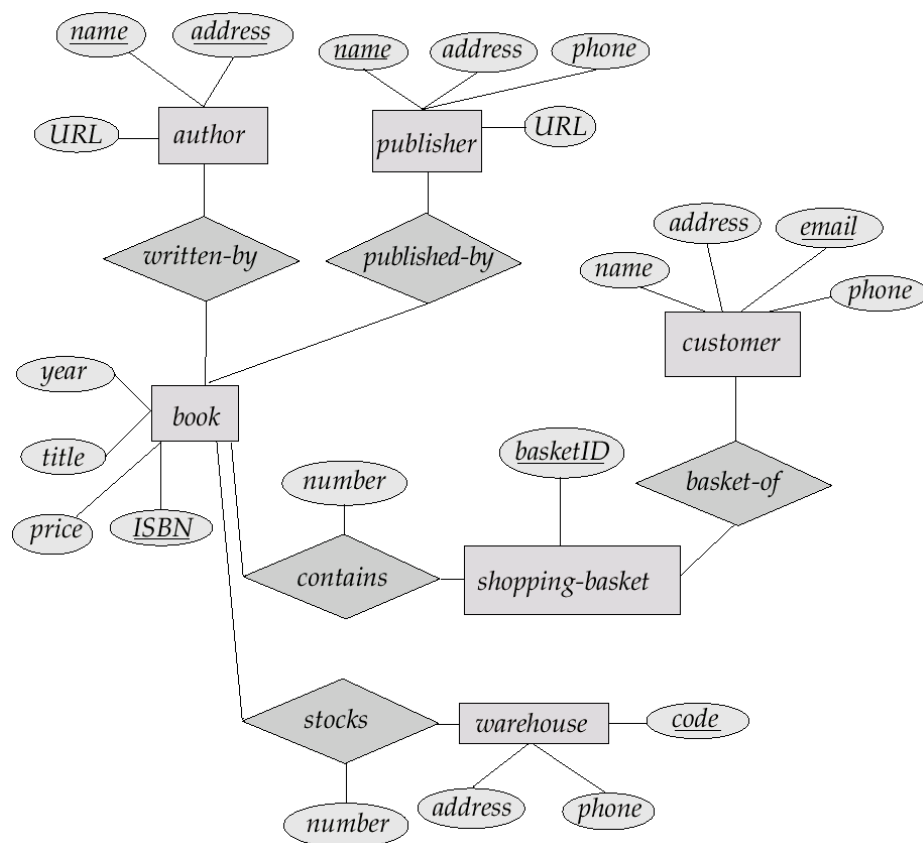 name
address
URL
author
name
address
phone
URL
publisher
written-by
published-by
name
address
email
phone
customer
year
title
price
ISBN
book
basketID
basket-of
number
contains
shopping-basket
stocks
number
warehouse
code
address
phone